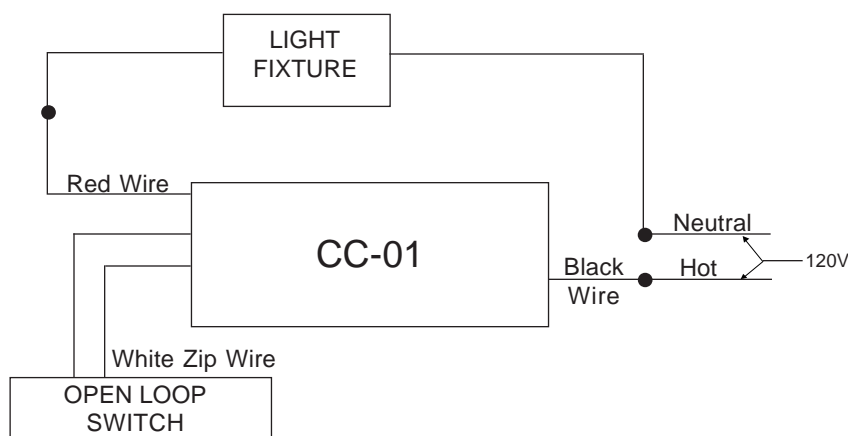 LIGHT
FIXTURE
Red Wire
CC-01
Neutral
Black
Wire
Hot
120V
White Zip Wire
OPEN LOOP
SWITCH